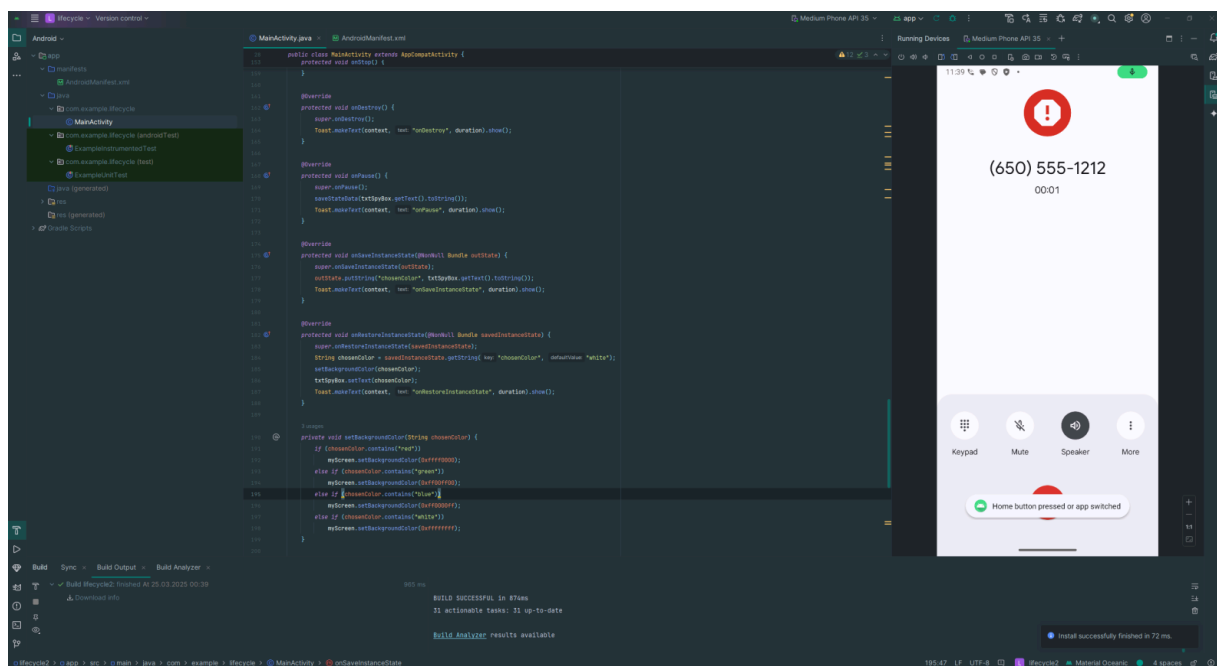 lifecycle
Version control
Medium Phone API 35
app
Android
MainActivity.java
AndroidManifest.xml
Running Devices
Medium Phone API 35
app
manifests
AndroidManifest.xml
java
com.example.lifecycle
MainActivity
com.example.lifecycle (androidTest)
ExampleInstrumentedTest
com.example.lifecycle (test)
ExampleUnitTest
java (generated)
res
res (generated)
Gradle Scripts
public class MainActivity extends AppCompatActivity {
protected void onStop() {
}
@Override
protected void onDestroy() {
super.onDestroy();
Toast.makeText(context, text: "onDestroy", duration).show();
}
@Override
protected void onPause() {
super.onPause();
saveStateData(txtSpyBox.getText().toString());
Toast.makeText(context, text: "onPause", duration).show();
}
@Override
protected void onSaveInstanceState(@NonNull Bundle outState) {
super.onSaveInstanceState(outState);
outState.putString("chosenColor", txtSpyBox.getText().toString());
Toast.makeText(context, text: "onSaveInstanceState", duration).show();
}
@Override
protected void onRestoreInstanceState(@NonNull Bundle savedInstanceState) {
super.onRestoreInstanceState(savedInstanceState);
String chosenColor = savedInstanceState.getString( key: "chosenColor", defaultValue: "white");
setBackgroundColor(chosenColor);
txtSpyBox.setText(chosenColor);
Toast.makeText(context, text: "onRestoreInstanceState", duration).show();
}
private void setBackgroundColor(String chosenColor) {
if (chosenColor.contains("red"))
myScreen.setBackgroundColor(0xffff0000);
else if (chosenColor.contains("green"))
myScreen.setBackgroundColor(0xff00ff00);
else if (chosenColor.contains("blue"))
myScreen.setBackgroundColor(0xff0000ff);
else if (chosenColor.contains("white"))
myScreen.setBackgroundColor(0xffffffff);
}
11:39
(650) 555-1212
00:01
Keypad
Mute
Speaker
More
Home button pressed or app switched
1:1
Build
Sync
Build Output
Build Analyzer
Build lifecycle2: finished At 25.03.2025 00:39
Download info
BUILD SUCCESSFUL in 874ms
31 actionable tasks: 31 up-to-date
Build Analyzer results available
Install successfully finished in 72 ms.
lifecycle2 > app > src > main > java > com > example > lifecycle > MainActivity > onSaveInstanceState
195:47 LF UTF-8 lifecycle2 Material Oceanic 4 spaces